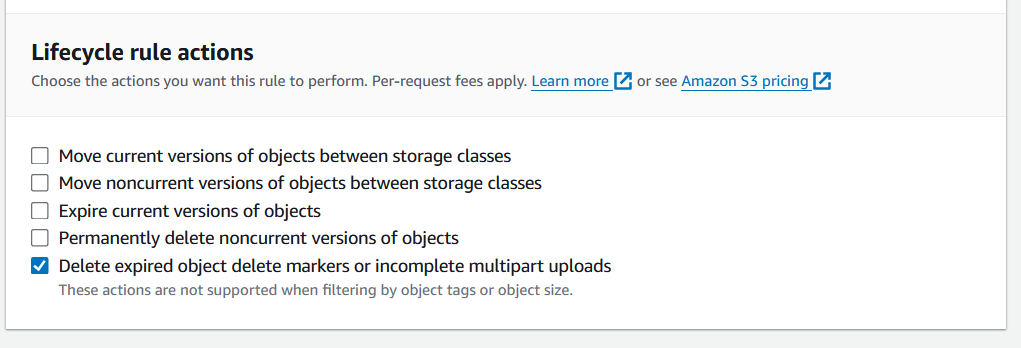 Lifecycle rule actions
Choose the actions you want this rule to perform. Per-request fees apply. Learn more or see Amazon S3 pricing
Move current versions of objects between storage classes
Move noncurrent versions of objects between storage classes
Expire current versions of objects
Permanently delete noncurrent versions of objects
Delete expired object delete markers or incomplete multipart uploads
These actions are not supported when filtering by object tags or object size.